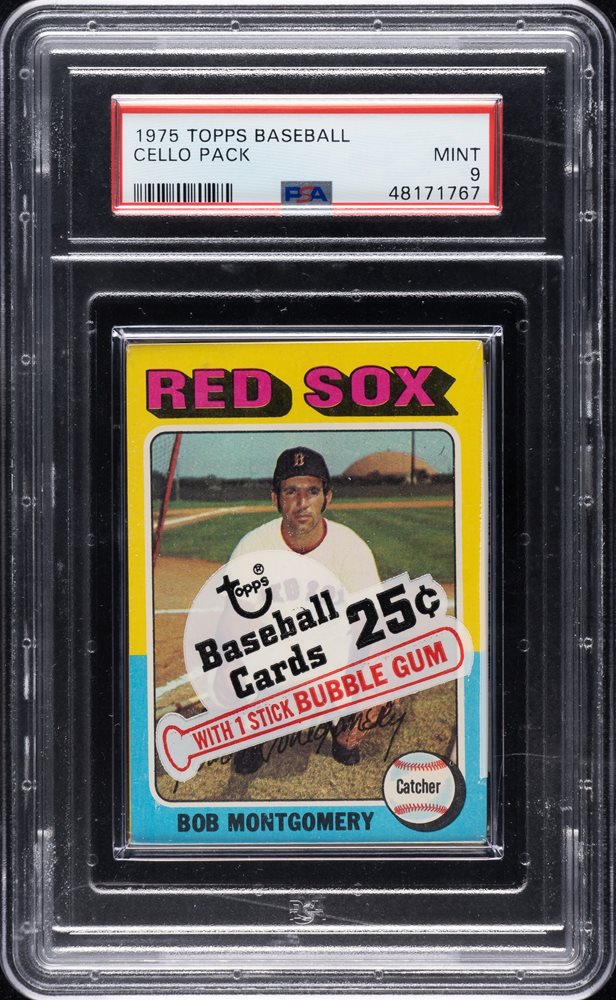 1975 TOPPS BASEBALL
CELLO PACK
MINT
9
PSA
48171767
RED SOX
B
Topps®
Baseball
Cards
25¢
WITH 1 STICK BUBBLE GUM
Catcher
BOB MONTGOMERY
PSA